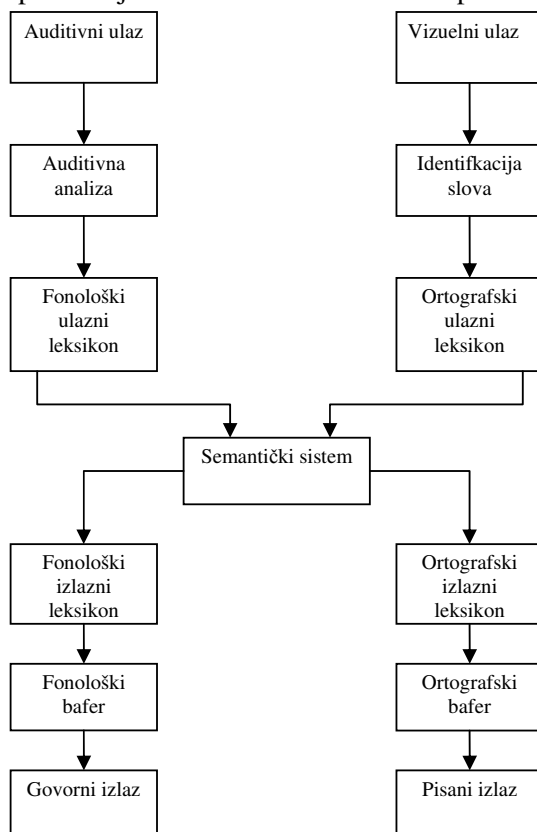 Auditivni ulaz
Vizuelni ulaz
Auditivna
analiza
Identifkacija
slova
Fonološki
ulazni
leksikon
Ortografski
ulazni
leksikon
Semantički sistem
Fonološki
izlazni
leksikon
Ortografski
izlazni
leksikon
Fonološki
bafer
Ortografski
bafer
Govorni izlaz
Pisani izlaz